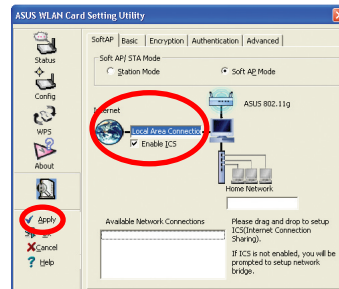 ASUS WLAN Card Setting Utility
SoftAP Basic Encryption Authentication Advanced
Status
Config
WPS
About
Apply
Cancel
Help
Soft AP/ STA Mode
Station Mode
Soft AP Mode
Internet
ASUS 802.11g
Local Area Connection
Enable ICS
Home Network
Available Network Connections
Please drag and drop to setup
ICS(Internet Connection
Sharing).
If ICS is not enabled, you will be
prompted to setup network
bridge.